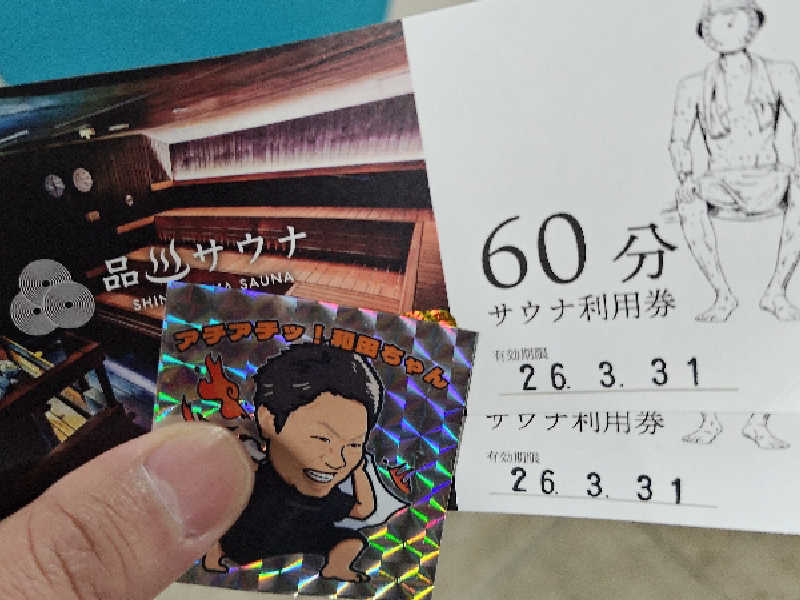 品♨サウナ
SAUNA
アチアチッ!和田ちゃん
60分
サウナ利用券
有効期限
26. 3. 31
サウナ利用券
有効期限
26. 3. 31